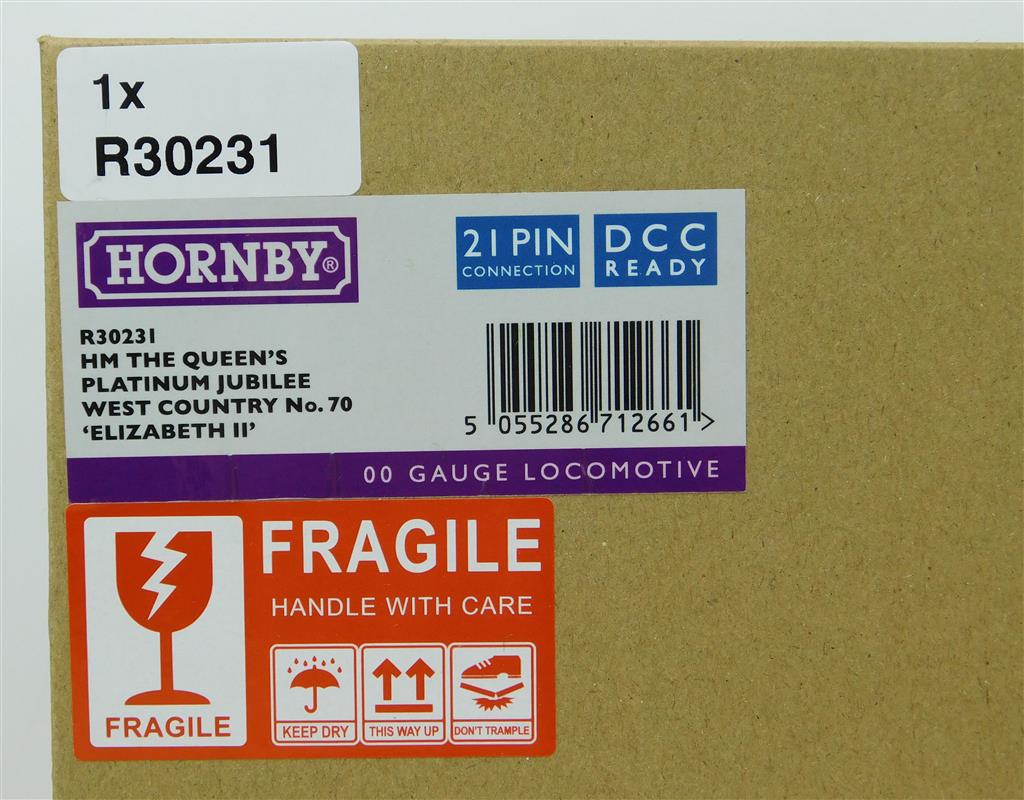 1x
R30231
HORNBY®
21 PIN
CONNECTION
DCC
READY
R30231
HM THE QUEEN'S
PLATINUM JUBILEE
WEST COUNTRY No. 70
'ELIZABETH II'
5 055286 712661 >
00 GAUGE LOCOMOTIVE
FRAGILE
HANDLE WITH CARE
FRAGILE
KEEP DRY
THIS WAY UP
DON'T TRAMPLE